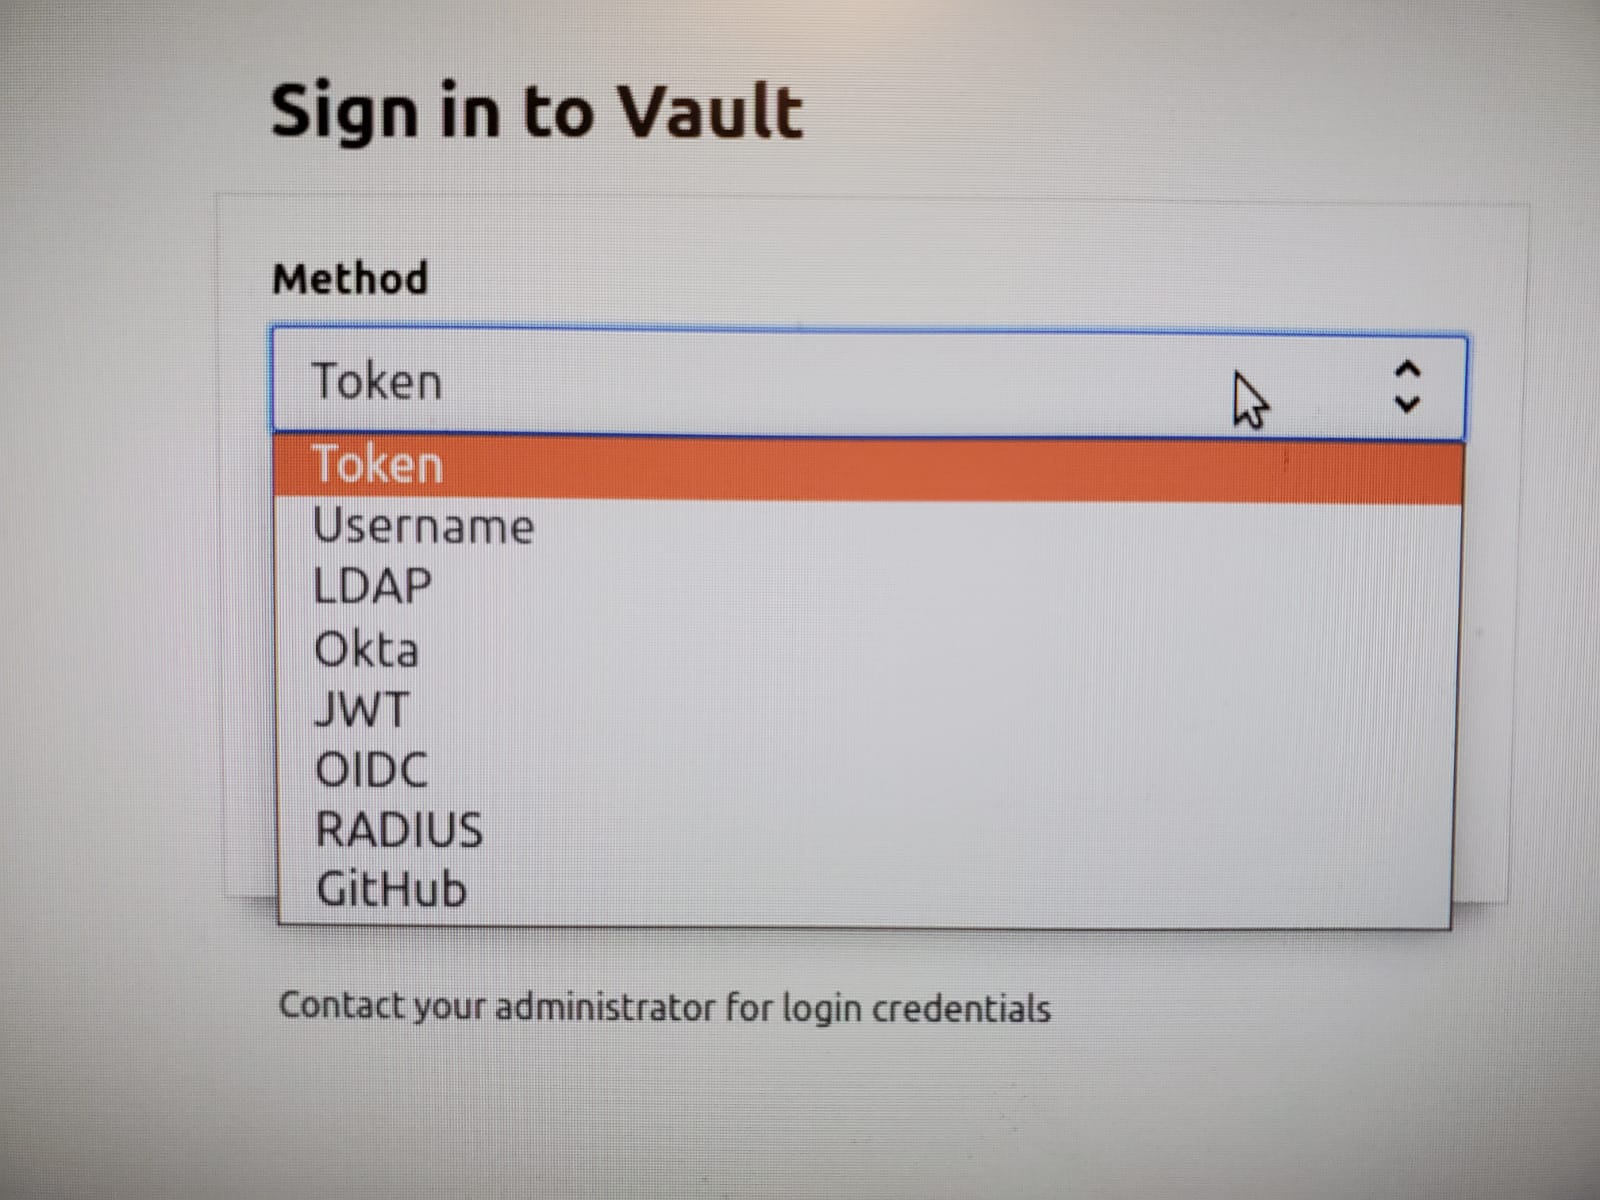 Sign in to Vault
Method
Token
Token
Username
LDAP
Okta
JWT
OIDC
RADIUS
GitHub
Contact your administrator for login credentials